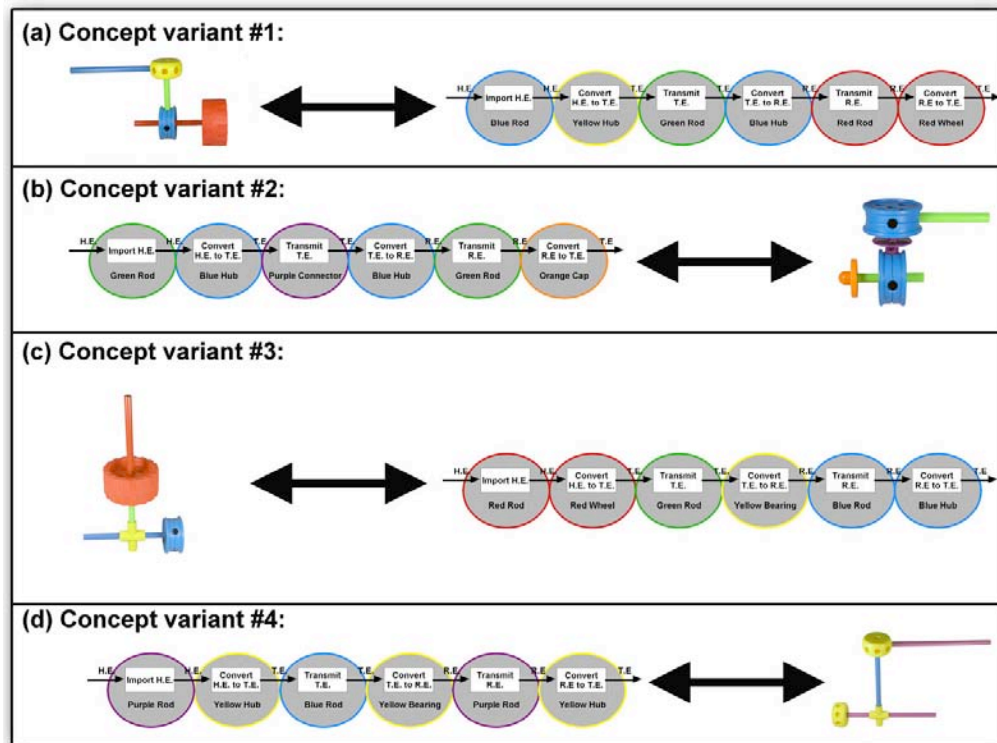 (a) Concept variant #1:
H.E. H.E. T.E. T.E. R.E. R.E. T.E.
Import H.E.
Convert
H.E. to T.E.
Transmit
T.E.
Convert
T.E. to R.E.
Transmit
R.E.
Convert
R.E to T.E.
Blue Rod Yellow Hub Green Rod Blue Hub Red Rod Red Wheel
(b) Concept variant #2:
H.E. H.E. T.E. T.E. R.E. R.E. T.E
Import H.E.
Convert
H.E. to T.E.
Transmit
T.E.
Convert
T.E. to R.E.
Transmit
R.E.
Convert
R.E to T.E.
Green Rod Blue Hub Purple Connector Blue Hub Green Rod Orange Cap
(c) Concept variant #3:
H.E. H.E. T.E. T.E. R.E. R.E. T.E.
Import H.E.
Convert
H.E. to T.E.
Transmit
T.E.
Convert
T.E. to R.E.
Transmit
R.E.
Convert
R.E to T.E.
Red Rod Red Wheel Green Rod Yellow Bearing Blue Rod Blue Hub
(d) Concept variant #4:
H.E. H.E. T.E. T.E. R.E. R.E. T.E
Import H.E.
Convert
H.E. to T.E.
Transmit
T.E.
Convert
T.E. to R.E.
Transmit
R.E.
Convert
R.E to T.E.
Purple Rod Yellow Hub Blue Rod Yellow Bearing Purple Rod Yellow Hub